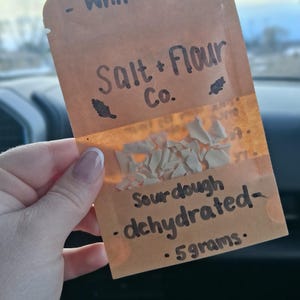 Salt + Flour
Co.
Sourdough
- dehydrated -
• 5grams •